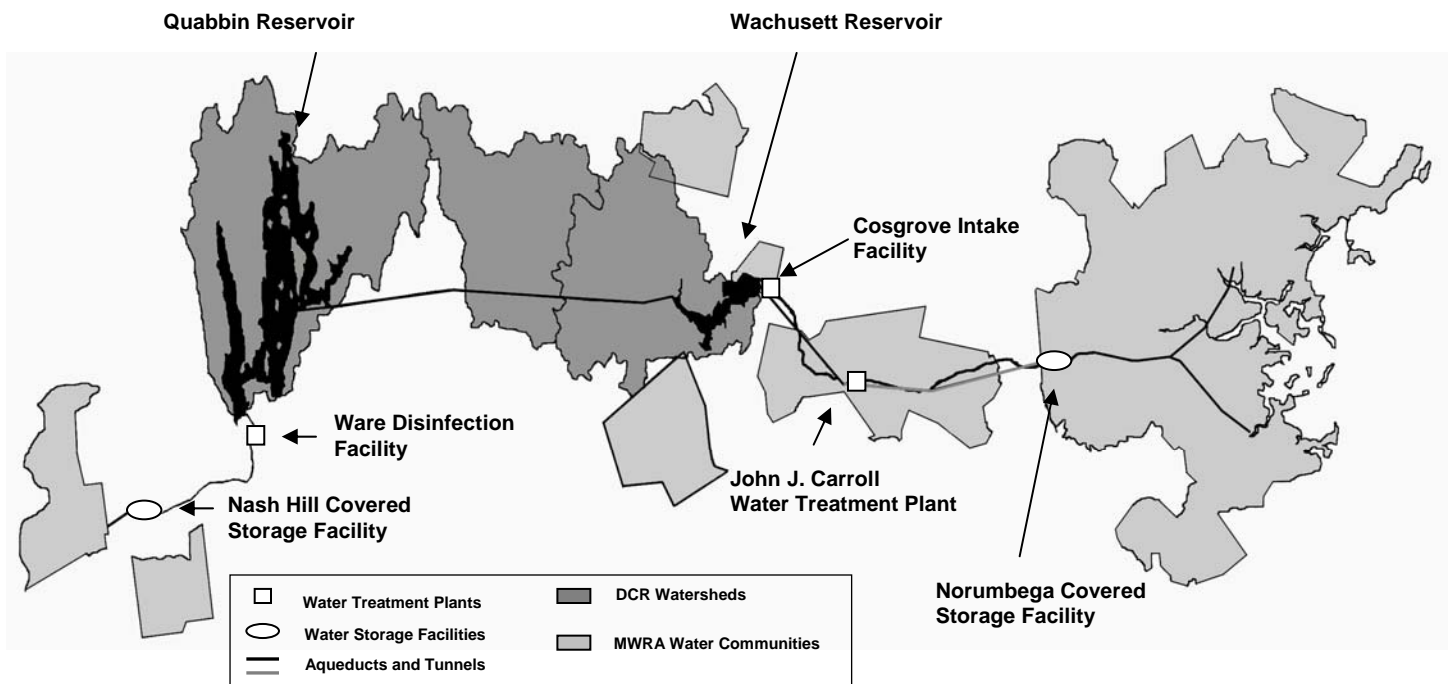 Quabbin Reservoir
Wachusett Reservoir
Cosgrove Intake
Facility
Ware Disinfection
Facility
Nash Hill Covered
Storage Facility
John J. Carroll
Water Treatment Plant
Norumbega Covered
Storage Facility
Water Treatment Plants
DCR Watersheds
Water Storage Facilities
MWRA Water Communities
Aqueducts and Tunnels